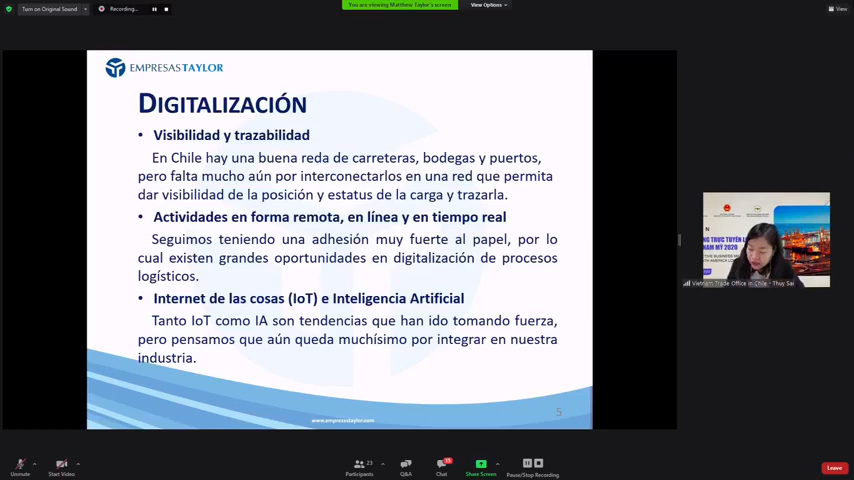 Turn on Original Sound
Recording...
You are viewing Matthew Taylor's screen
View Options
View
EMPRESAS TAYLOR
DIGITALIZACIÓN
• Visibilidad y trazabilidad
En Chile hay una buena reda de carreteras, bodegas y puertos,
pero falta mucho aún por interconectarlos en una red que permita
dar visibilidad de la posición y estatus de la carga y trazarla.
• Actividades en forma remota, en línea y en tiempo real
Seguimos teniendo una adhesión muy fuerte al papel, por lo
cual existen grandes oportunidades en digitalización de procesos
logísticos.
• Internet de las cosas (IoT) e Inteligencia Artificial
Tanto IoT como IA son tendencias que han ido tomando fuerza,
pero pensamos que aún queda muchísimo por integrar en nuestra
industria.
www.empresastaylor.com
5
NG TRỰC TUYẾN
NAM MỸ 2020
Vietnam Trade Office in Chile - Thuy Sai
Unmute
Start Video
Participants
23
Q&A
Chat
Share Screen
Pause/Stop Recording
Leave